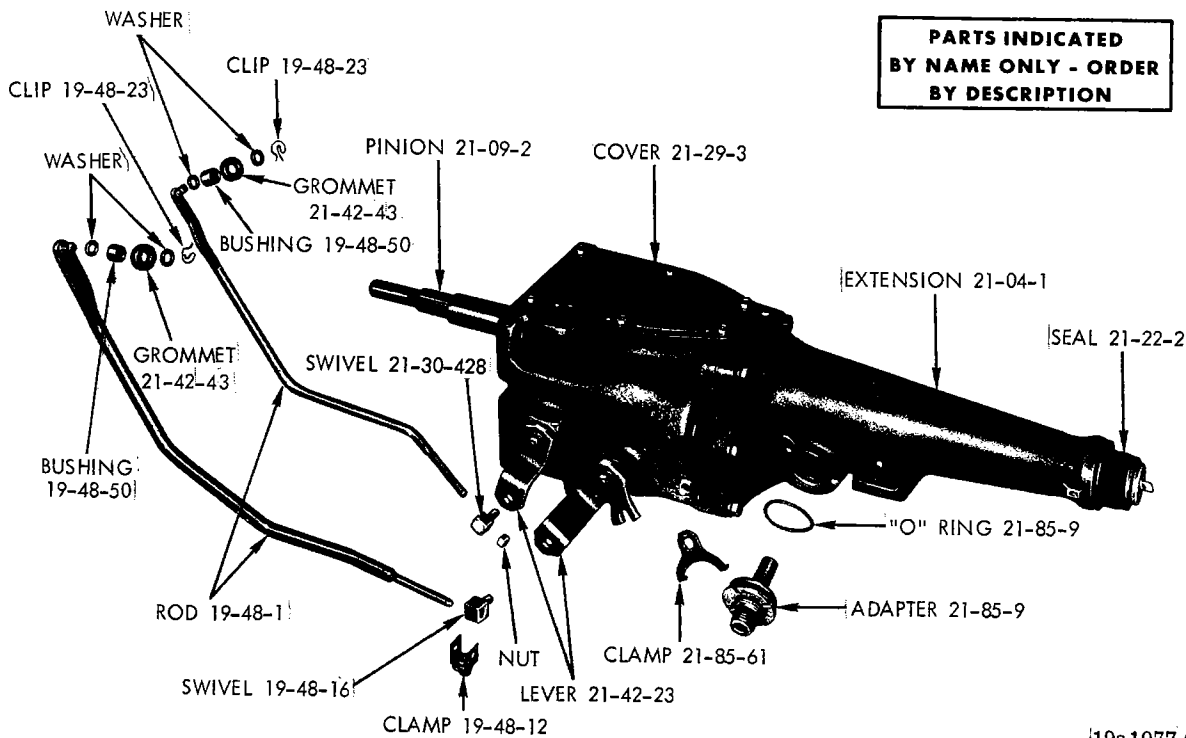 WASHER
CLIP 19-48-23
CLIP 19-48-23
WASHER
PARTS INDICATED
BY NAME ONLY - ORDER
BY DESCRIPTION
PINION 21-09-2
COVER 21-29-3
GROMMET
21-42-43
BUSHING 19-48-50
EXTENSION 21-04-1
SEAL 21-22-2
GROMMET
21-42-43
SWIVEL 21-30-428
BUSHING
19-48-50
"O" RING 21-85-9
ROD 19-48-1
ADAPTER 21-85-9
NUT
CLAMP 21-85-61
SWIVEL 19-48-16
LEVER 21-42-23
CLAMP 19-48-12